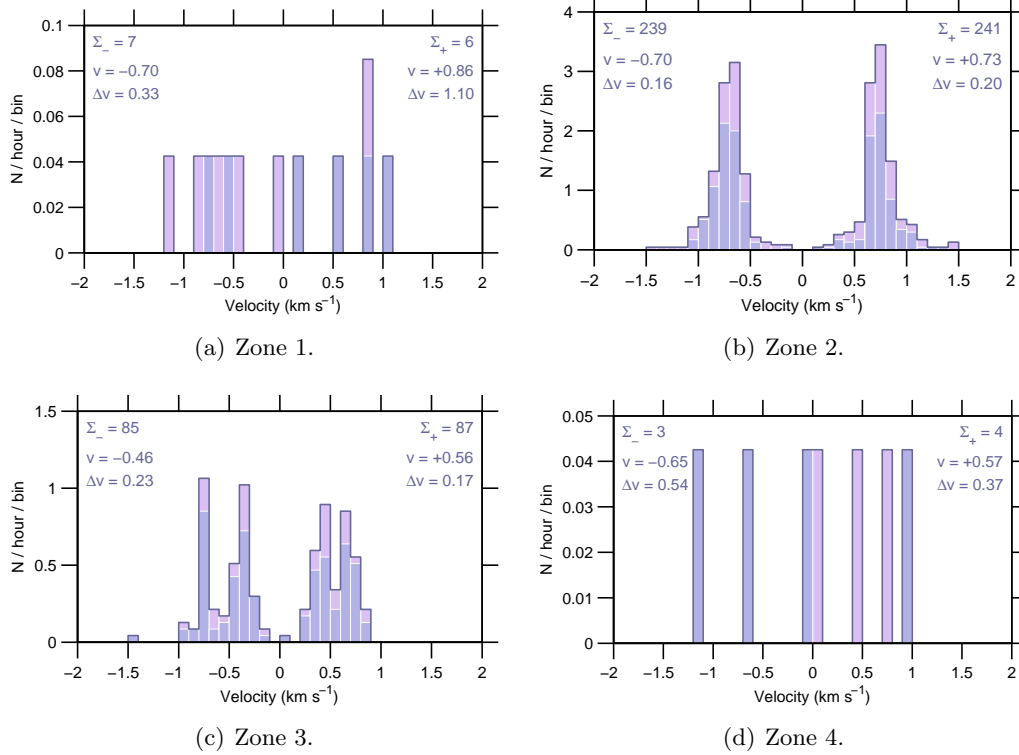 0.1
0.08
0.06
0.04
0.02
0
N / hour / bin
Σ₋ = 7
v = −0.70
Δv = 0.33
Σ₊ = 6
v = +0.86
Δv = 1.10
−2 −1.5 −1 −0.5 0 0.5 1 1.5 2
Velocity (km s⁻¹)
(a) Zone 1.
4
3
2
1
0
N / hour / bin
Σ₋ = 239
v = −0.70
Δv = 0.16
Σ₊ = 241
v = +0.73
Δv = 0.20
−2 −1.5 −1 −0.5 0 0.5 1 1.5 2
Velocity (km s⁻¹)
(b) Zone 2.
1.5
1
0.5
0
N / hour / bin
Σ₋ = 85
v = −0.46
Δv = 0.23
Σ₊ = 87
v = +0.56
Δv = 0.17
−2 −1.5 −1 −0.5 0 0.5 1 1.5 2
Velocity (km s⁻¹)
(c) Zone 3.
0.05
0.04
0.03
0.02
0.01
0
N / hour / bin
Σ₋ = 3
v = −0.65
Δv = 0.54
Σ₊ = 4
v = +0.57
Δv = 0.37
−2 −1.5 −1 −0.5 0 0.5 1 1.5 2
Velocity (km s⁻¹)
(d) Zone 4.